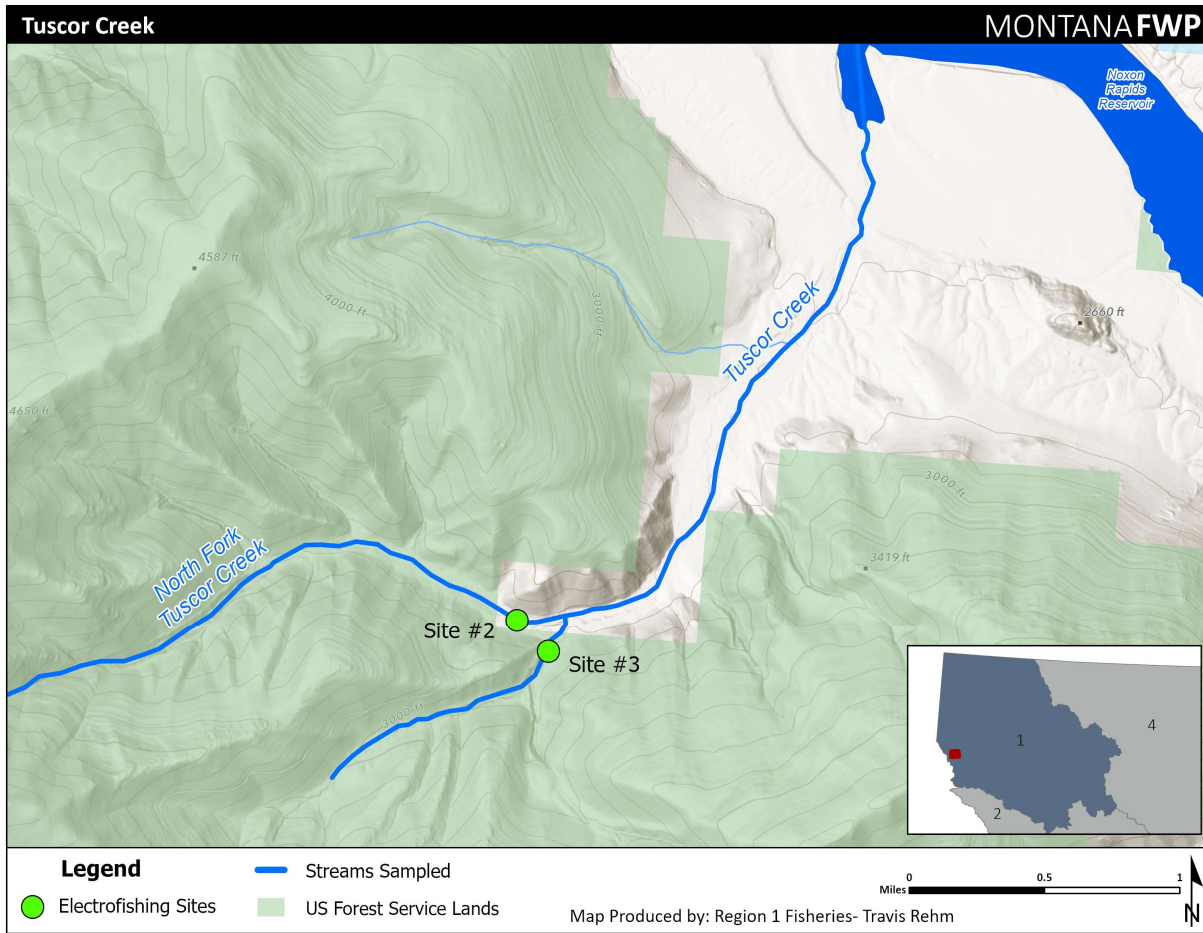 Tuscor Creek
MONTANA FWP
Noxon
Rapids
Reservoir
4587 ft
4000 ft
3000 ft
2660 ft
Tuscor Creek
4650 ft
3000 ft
3419 ft
North Fork
Tuscor Creek
Site #2
Site #3
3000 ft
1
4
2
Legend
Streams Sampled
Electrofishing Sites
US Forest Service Lands
Map Produced by: Region 1 Fisheries- Travis Rehm
0 0.5 1
Miles
N